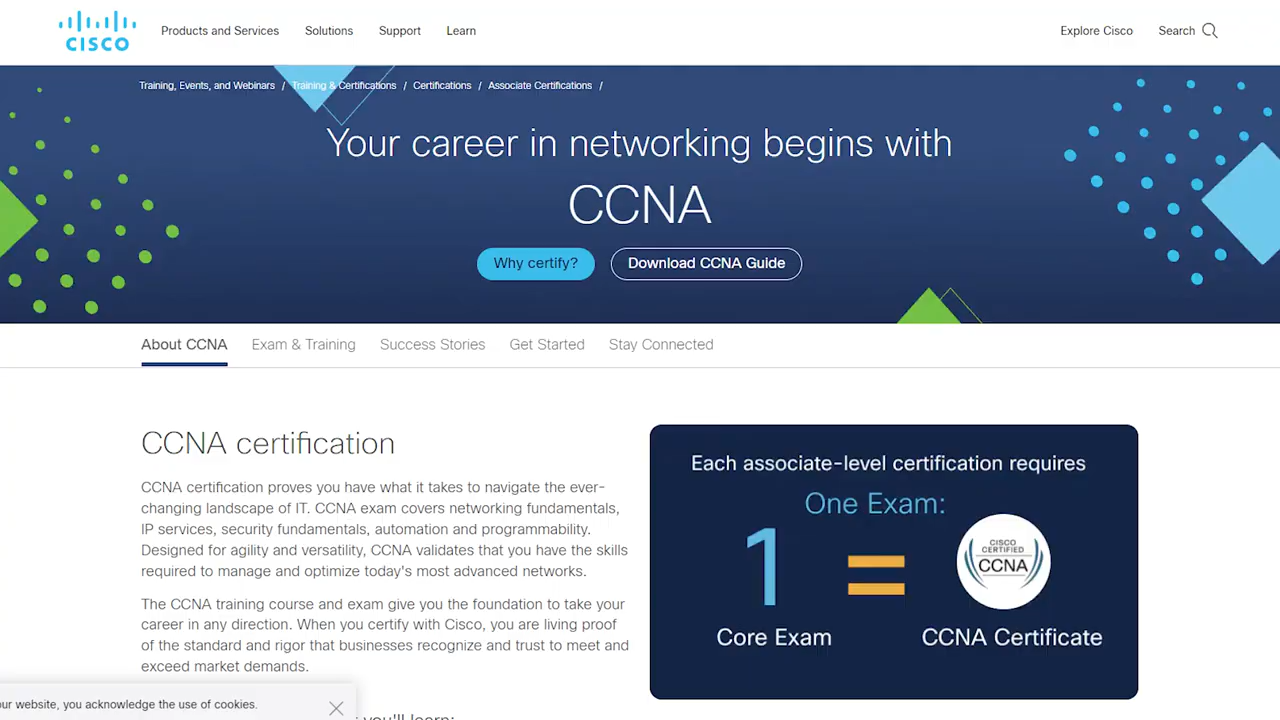 CISCO
Products and Services
Solutions
Support
Learn
Explore Cisco
Search
Training, Events, and Webinars / Training & Certifications / Certifications / Associate Certifications /
Your career in networking begins with
CCNA
Why certify?
Download CCNA Guide
About CCNA
Exam & Training
Success Stories
Get Started
Stay Connected
CCNA certification
CCNA certification proves you have what it takes to navigate the ever-
changing landscape of IT. CCNA exam covers networking fundamentals,
IP services, security fundamentals, automation and programmability.
Designed for agility and versatility, CCNA validates that you have the skills
required to manage and optimize today's most advanced networks.
The CCNA training course and exam give you the foundation to take your
career in any direction. When you certify with Cisco, you are living proof
of the standard and rigor that businesses recognize and trust to meet and
exceed market demands.
you'll learn:
Each associate-level certification requires
One Exam:
1
=
CISCO
CERTIFIED
CCNA
Core Exam
CCNA Certificate
website, you acknowledge the use of cookies.